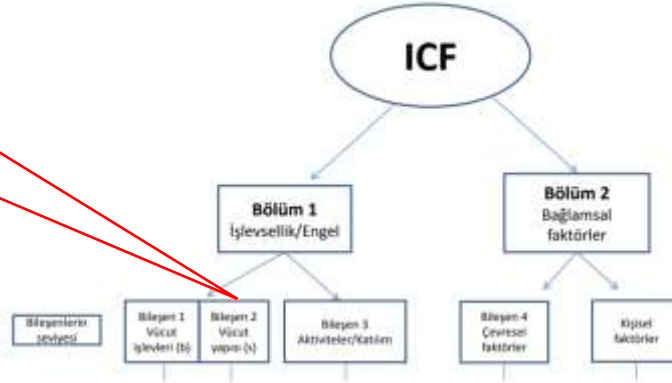 ICF
Bölüm 1
İşlevsellik/Engel
Bölüm 2
Bağlamsal
faktörler
Bileşenlerin
seviyesi
Bileşen 1
Vücut
işlevleri (b)
Bileşen 2
Vücut
yapısı (s)
Bileşen 3
Aktiviteler/Katılım
Bileşen 4
Çevresel
faktörler
Kişisel
faktörler